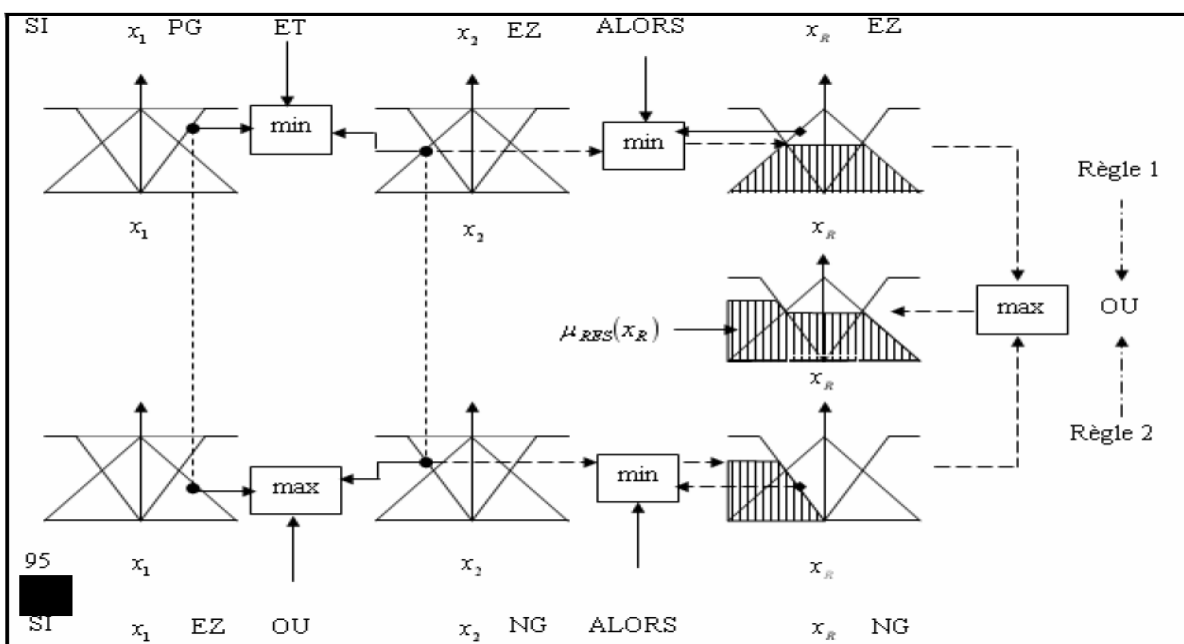 SI x₁ PG ET x₂ EZ ALORS x_R EZ
min
min
Règle 1
x₁ x₂ x_R
max OU
μ_RES(x_R)
x_R
Règle 2
max
min
95
x₁ x₂ x_R
SI x₁ EZ OU x₂ NG ALORS x_R NG